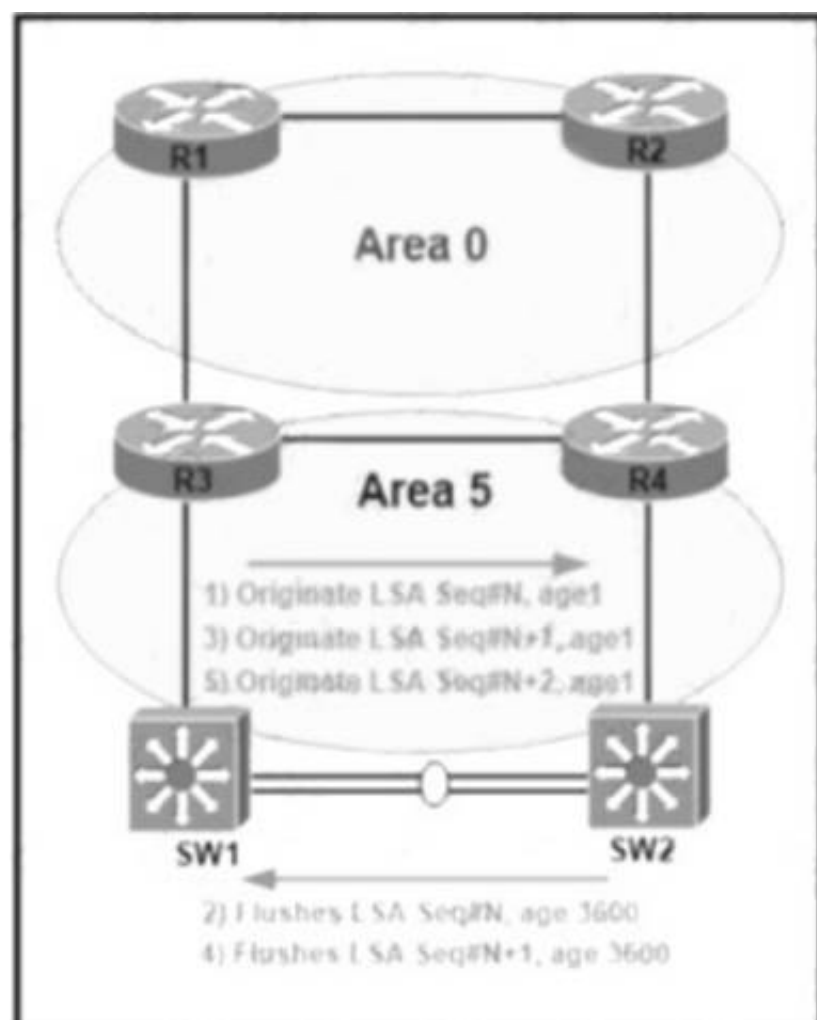 R1
R2
Area 0
R3
R4
Area 5
1) Originate LSA Seq#N, age1
3) Originate LSA Seq#N+1, age1
5) Originate LSA Seq#N+2, age1
SW1
SW2
2) Flushes LSA Seq#N, age 3600
4) Flushes LSA Seq#N+1, age 3600